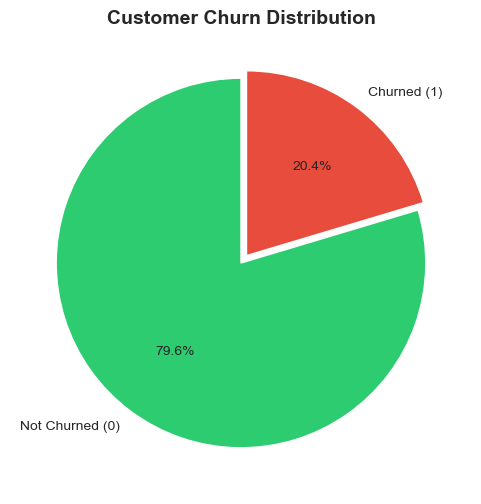 Customer Churn Distribution
Churned (1)
20.4%
79.6%
Not Churned (0)